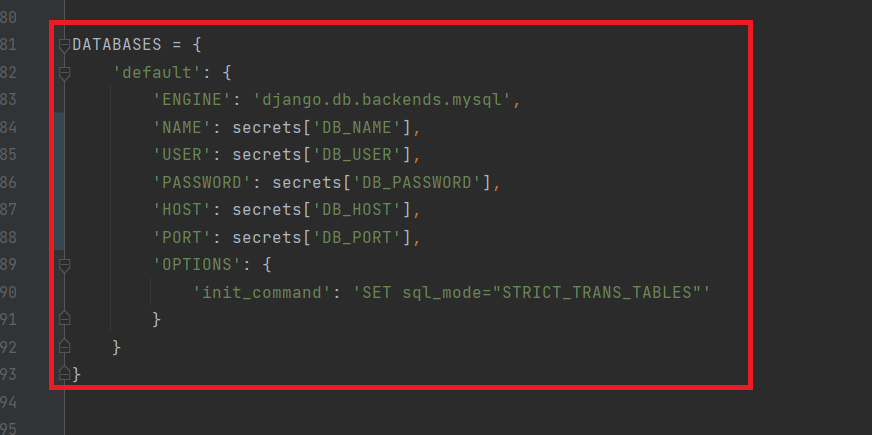 80
81 DATABASES = {
82     'default': {
83         'ENGINE': 'django.db.backends.mysql',
84         'NAME': secrets['DB_NAME'],
85         'USER': secrets['DB_USER'],
86         'PASSWORD': secrets['DB_PASSWORD'],
87         'HOST': secrets['DB_HOST'],
88         'PORT': secrets['DB_PORT'],
89         'OPTIONS': {
90             'init_command': 'SET sql_mode="STRICT_TRANS_TABLES"'
91         }
92     }
93 }
94
95